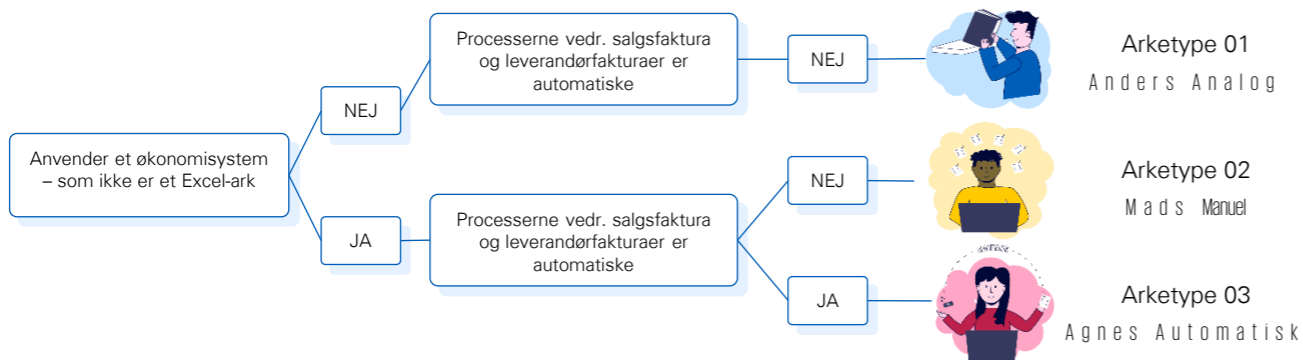 Anvender et økonomisystem
– som ikke er et Excel-ark
NEJ
Processerne vedr. salgsfaktura
og leverandørfakturaer er
automatiske
NEJ
Arketype 01
Anders Analog
JA
Processerne vedr. salgsfaktura
og leverandørfakturaer er
automatiske
NEJ
Arketype 02
Mads Manuel
JA
Arketype 03
Agnes Automatisk